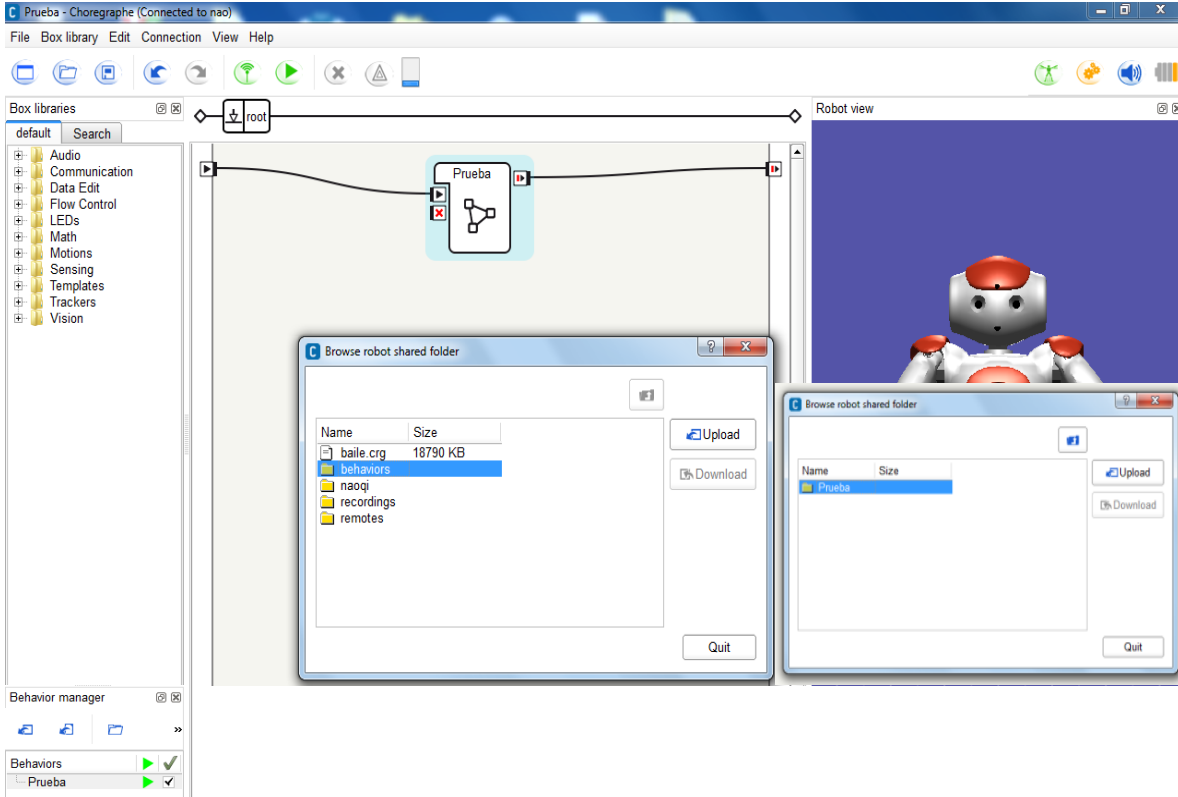 Prueba - Choregraphe (Connected to nao)
File Box library Edit Connection View Help
Box libraries
default Search
Audio
Communication
Data Edit
Flow Control
LEDs
Math
Motions
Sensing
Templates
Trackers
Vision
root
Prueba
Robot view
Browse robot shared folder
Name Size
baile.crg 18790 KB
behaviors
naoqi
recordings
remotes
Upload
Download
Quit
Browse robot shared folder
Name Size
Prueba
Upload
Download
Quit
Behavior manager
»
Behaviors
Prueba